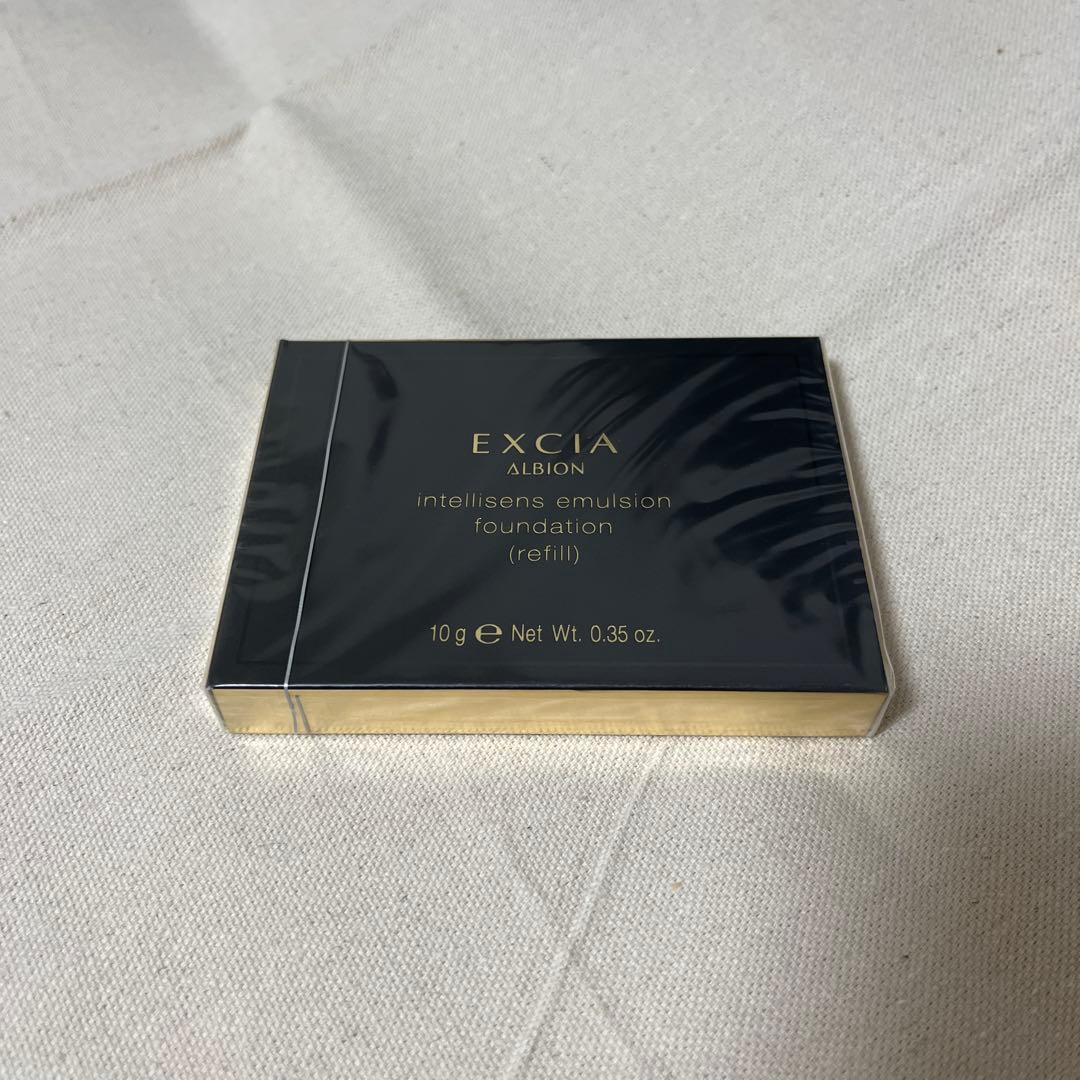 EXCIA
ALBION
intellisens emulsion
foundation
(refill)
10 g ℮ Net Wt. 0.35 oz.